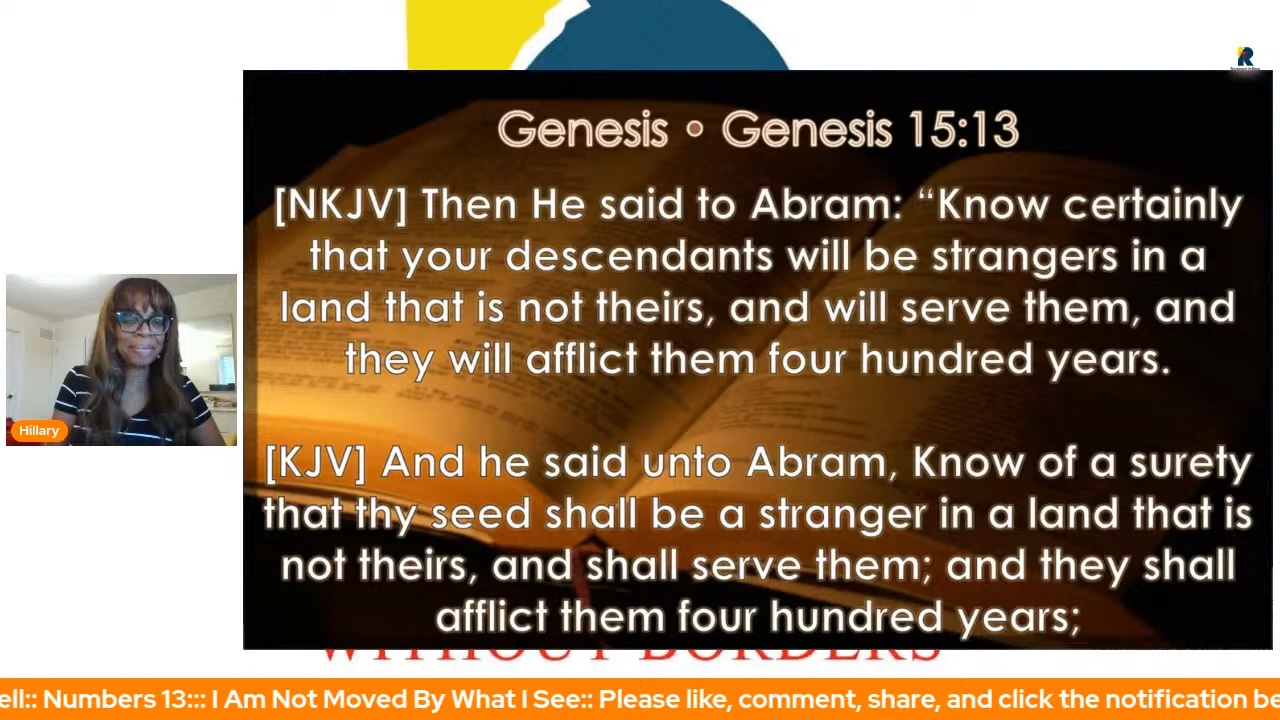 Genesis • Genesis 15:13
[NKJV] Then He said to Abram: “Know certainly
that your descendants will be strangers in a
land that is not theirs, and will serve them, and
they will afflict them four hundred years.
[KJV] And he said unto Abram, Know of a surety
that thy seed shall be a stranger in a land that is
not theirs, and shall serve them; and they shall
afflict them four hundred years;
Hillary
WITHOUT BORDERS
ell:: Numbers 13::: I Am Not Moved By What I See:: Please like, comment, share, and click the notification be